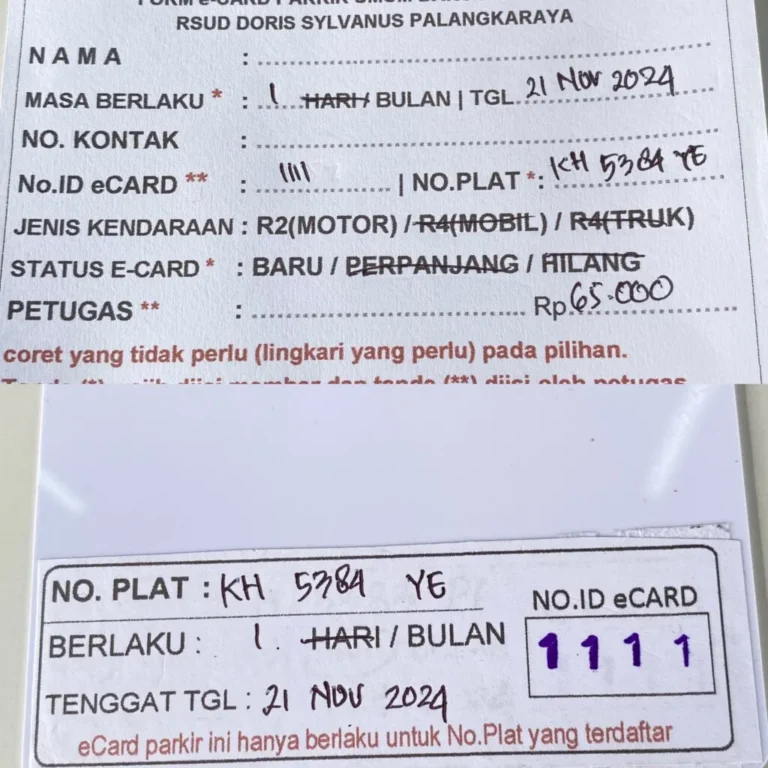 RSUD DORIS SYLVANUS PALANGKARAYA
NAMA :
MASA BERLAKU * : 1 HARI / BULAN | TGL 21 Nov 2024
NO. KONTAK :
No.ID eCARD ** : 1111 | NO.PLAT *: KH 5384 YE
JENIS KENDARAAN : R2(MOTOR) / R4(MOBIL) / R4(TRUK)
STATUS E-CARD * : BARU / PERPANJANG / HILANG
PETUGAS ** : Rp 65.000
coret yang tidak perlu (lingkari yang perlu) pada pilihan.
NO. PLAT : KH 5384 YE
NO.ID eCARD
BERLAKU : 1. HARI / BULAN
1111
TENGGAT TGL : 21 NOV 2024
eCard parkir ini hanya berlaku untuk No.Plat yang terdaftar